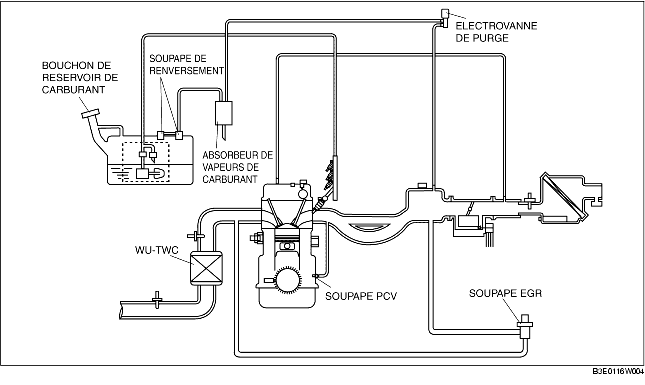 ELECTROVANNE
DE PURGE
BOUCHON DE
RESERVOIR DE
CARBURANT
SOUPAPE DE
RENVERSEMENT
ABSORBEUR DE
VAPEURS DE
CARBURANT
WU-TWC
SOUPAPE PCV
SOUPAPE EGR
B3E0116W004